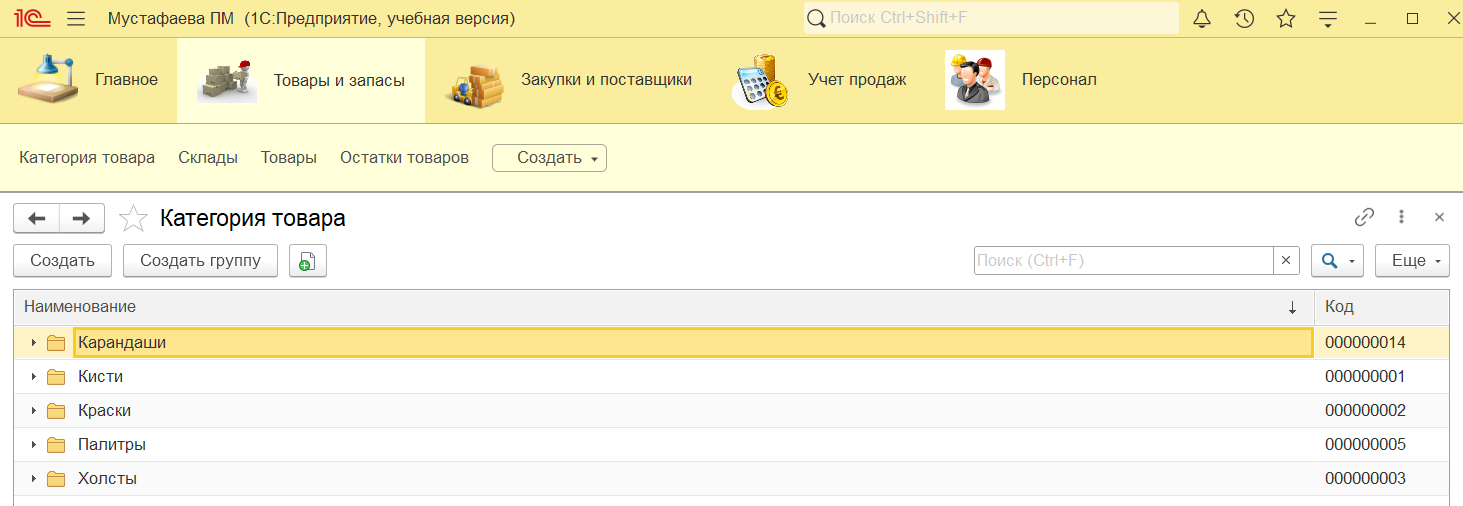 1С Мустафаева ПМ (1С:Предприятие, учебная версия) Поиск Ctrl+Shift+F
Главное Товары и запасы Закупки и поставщики Учет продаж Персонал
Категория товара Склады Товары Остатки товаров Создать
Категория товара
Создать Создать группу Поиск (Ctrl+F) Еще
Наименование Код
Карандаши 000000014
Кисти 000000001
Краски 000000002
Палитры 000000005
Холсты 000000003